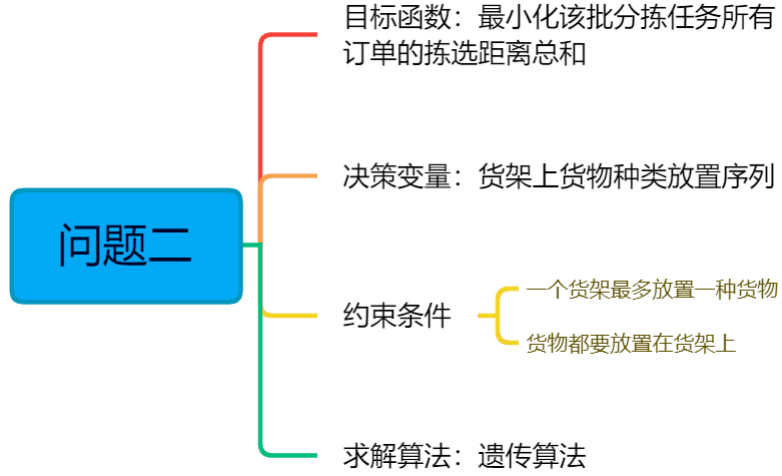 目标函数：最小化该批分拣任务所有
订单的拣选距离总和
决策变量：货架上货物种类放置序列
问题二
一个货架最多放置一种货物
约束条件
货物都要放置在货架上
求解算法：遗传算法